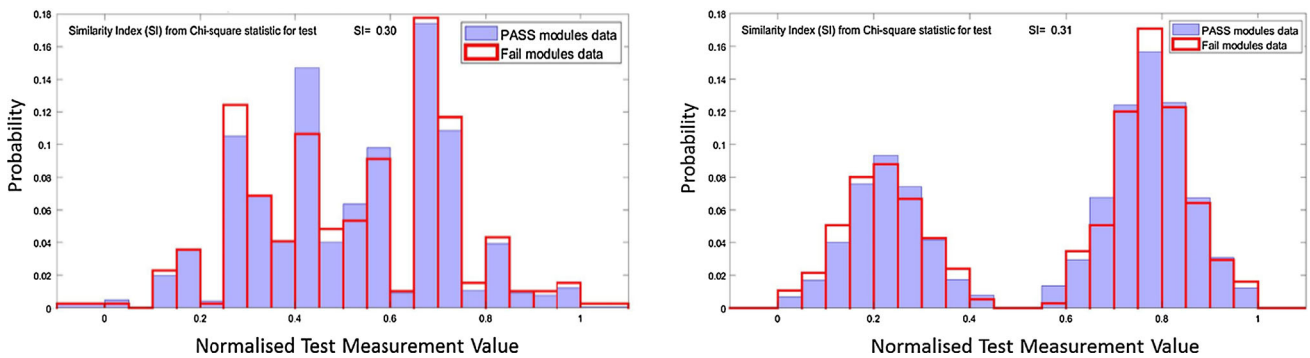 Similarity Index (SI) from Chi-square statistic for test SI= 0.30
PASS modules data
Fail modules data
0.18
0.16
0.14
0.12
0.1
0.08
0.06
0.04
0.02
0
Probability
0 0.2 0.4 0.6 0.8 1
Normalised Test Measurement Value
Similarity Index (SI) from Chi-square statistic for test SI= 0.31
PASS modules data
Fail modules data
0.18
0.16
0.14
0.12
0.1
0.08
0.06
0.04
0.02
0
Probability
0 0.2 0.4 0.6 0.8 1
Normalised Test Measurement Value